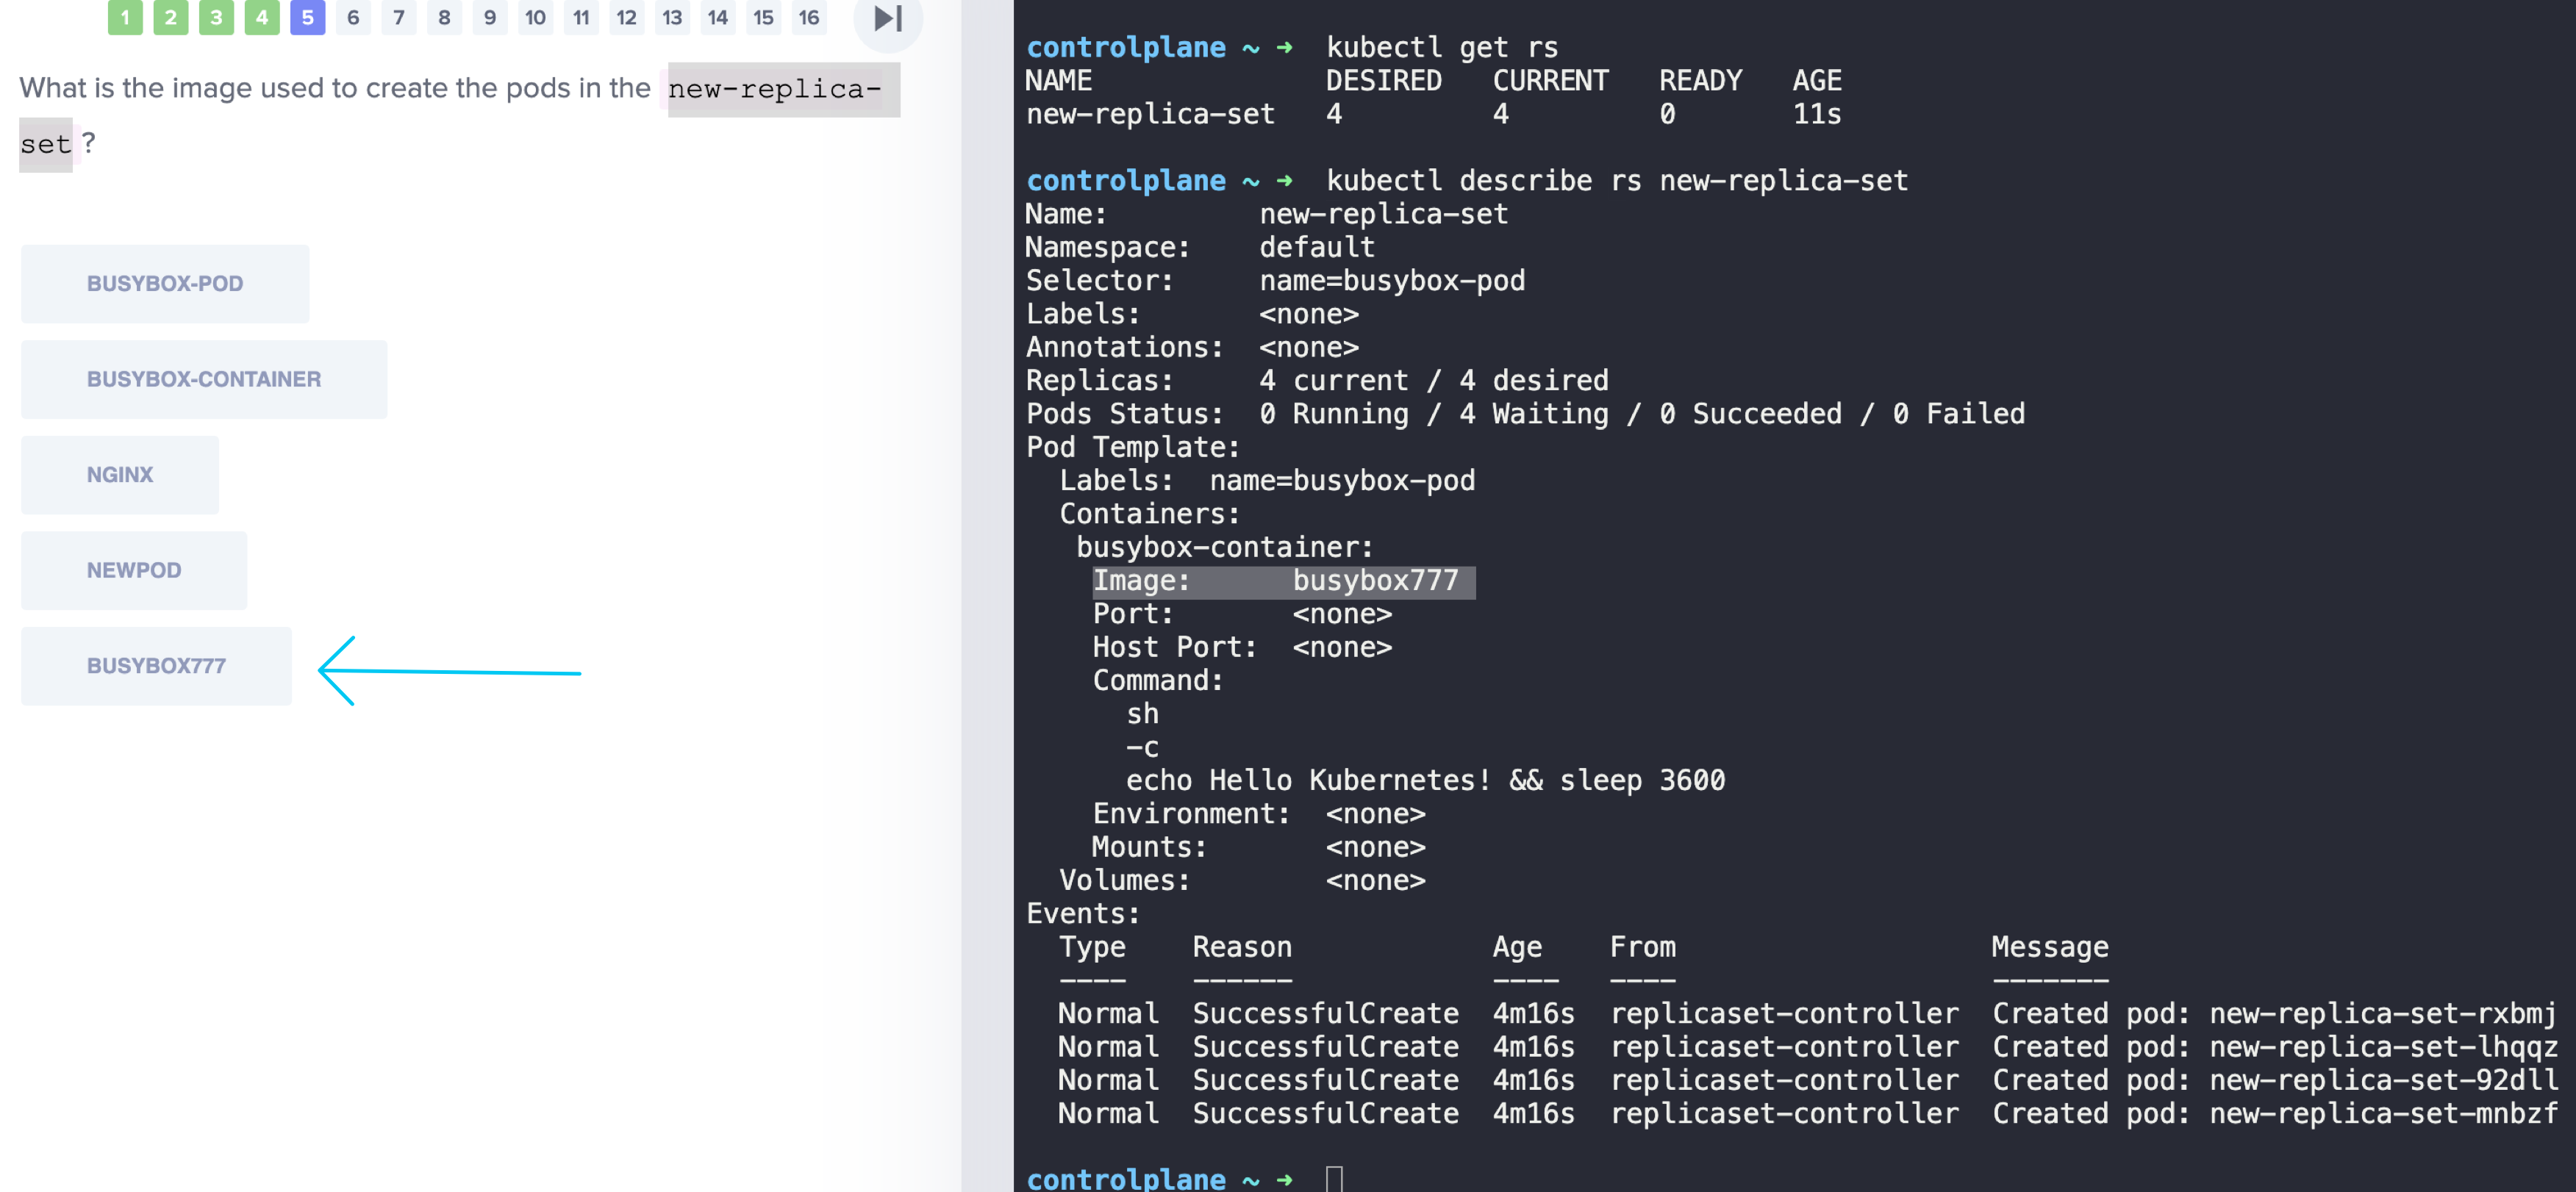 1 2 3 4 5 6 7 8 9 10 11 12 13 14 15 16
What is the image used to create the pods in the new-replica-
set ?
BUSYBOX-POD
BUSYBOX-CONTAINER
NGINX
NEWPOD
BUSYBOX777
controlplane ~ ➜  kubectl get rs
NAME              DESIRED   CURRENT   READY   AGE
new-replica-set   4         4         0       11s
controlplane ~ ➜  kubectl describe rs new-replica-set
Name:         new-replica-set
Namespace:    default
Selector:     name=busybox-pod
Labels:       <none>
Annotations:  <none>
Replicas:     4 current / 4 desired
Pods Status:  0 Running / 4 Waiting / 0 Succeeded / 0 Failed
Pod Template:
  Labels:  name=busybox-pod
  Containers:
   busybox-container:
    Image:      busybox777
    Port:       <none>
    Host Port:  <none>
    Command:
      sh
      -c
      echo Hello Kubernetes! && sleep 3600
    Environment:  <none>
    Mounts:       <none>
  Volumes:        <none>
Events:
  Type    Reason            Age    From                   Message
  ----    ------            ----   ----                   -------
  Normal  SuccessfulCreate  4m16s  replicaset-controller  Created pod: new-replica-set-rxbmj
  Normal  SuccessfulCreate  4m16s  replicaset-controller  Created pod: new-replica-set-lhqqz
  Normal  SuccessfulCreate  4m16s  replicaset-controller  Created pod: new-replica-set-92dll
  Normal  SuccessfulCreate  4m16s  replicaset-controller  Created pod: new-replica-set-mnbzf
controlplane ~ ➜